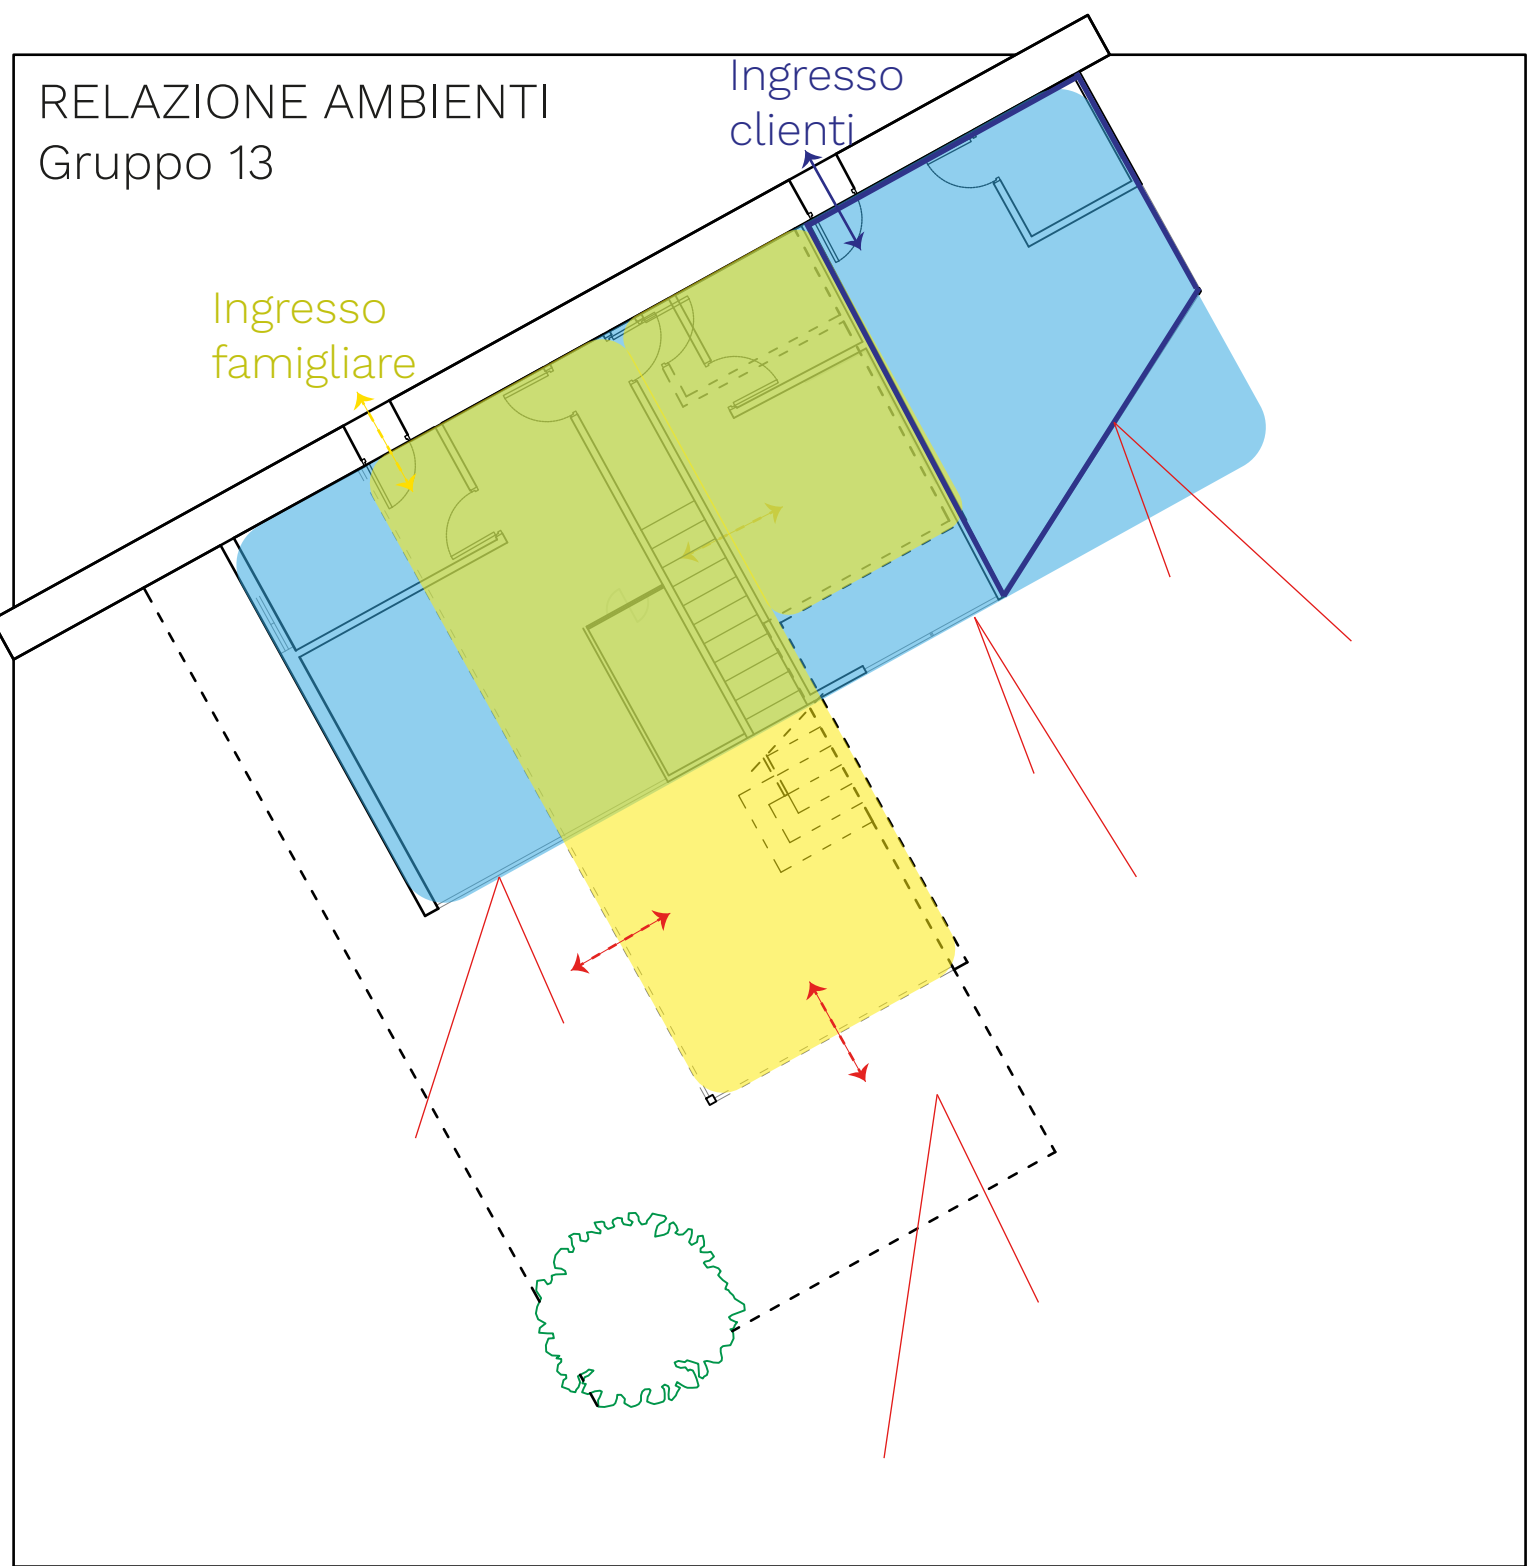 RELAZIONE AMBIENTI
Gruppo 13
Ingresso
clienti
Ingresso
famigliare